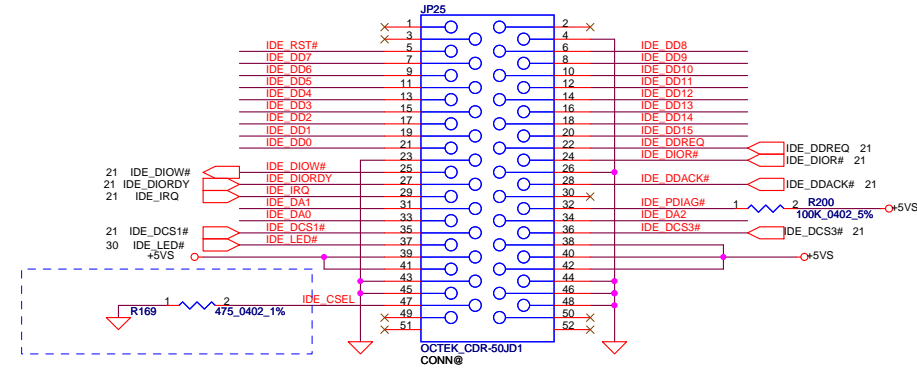 JP25
1 2
3 4
IDE_RST# 5 6 IDE_DD8
IDE_DD7 7 8 IDE_DD9
IDE_DD6 9 10 IDE_DD10
IDE_DD5 11 12 IDE_DD11
IDE_DD4 13 14 IDE_DD12
IDE_DD3 15 16 IDE_DD13
IDE_DD2 17 18 IDE_DD14
IDE_DD1 19 20 IDE_DD15
IDE_DD0 21 22 IDE_DDREQ IDE_DDREQ 21
23 24 IDE_DIOR# IDE_DIOR# 21
21 IDE_DIOW# IDE_DIOW# 25 26
21 IDE_DIORDY IDE_DIORDY 27 28 IDE_DDACK# IDE_DDACK# 21
21 IDE_IRQ IDE_IRQ 29 30
IDE_DA1 31 32 IDE_PDIAG# 1 2 R200 +5VS
100K_0402_5%
IDE_DA0 33 34 IDE_DA2
21 IDE_DCS1# IDE_DCS1# 35 36 IDE_DCS3# IDE_DCS3# 21
30 IDE_LED# IDE_LED# 37 38
+5VS 39 40 +5VS
41 42
43 44
45 46
R169 1 2 475_0402_1% IDE_CSEL 47 48
49 50
51 52
OCTEK_CDR-50JD1
CONN@